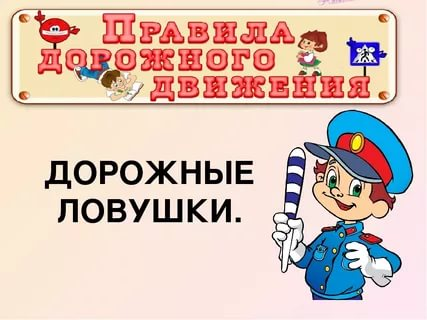 ПРАВИЛА
ДОРОЖНОГО
ДВИЖЕНИЯ
ДОРОЖНЫЕ
ЛОВУШКИ.